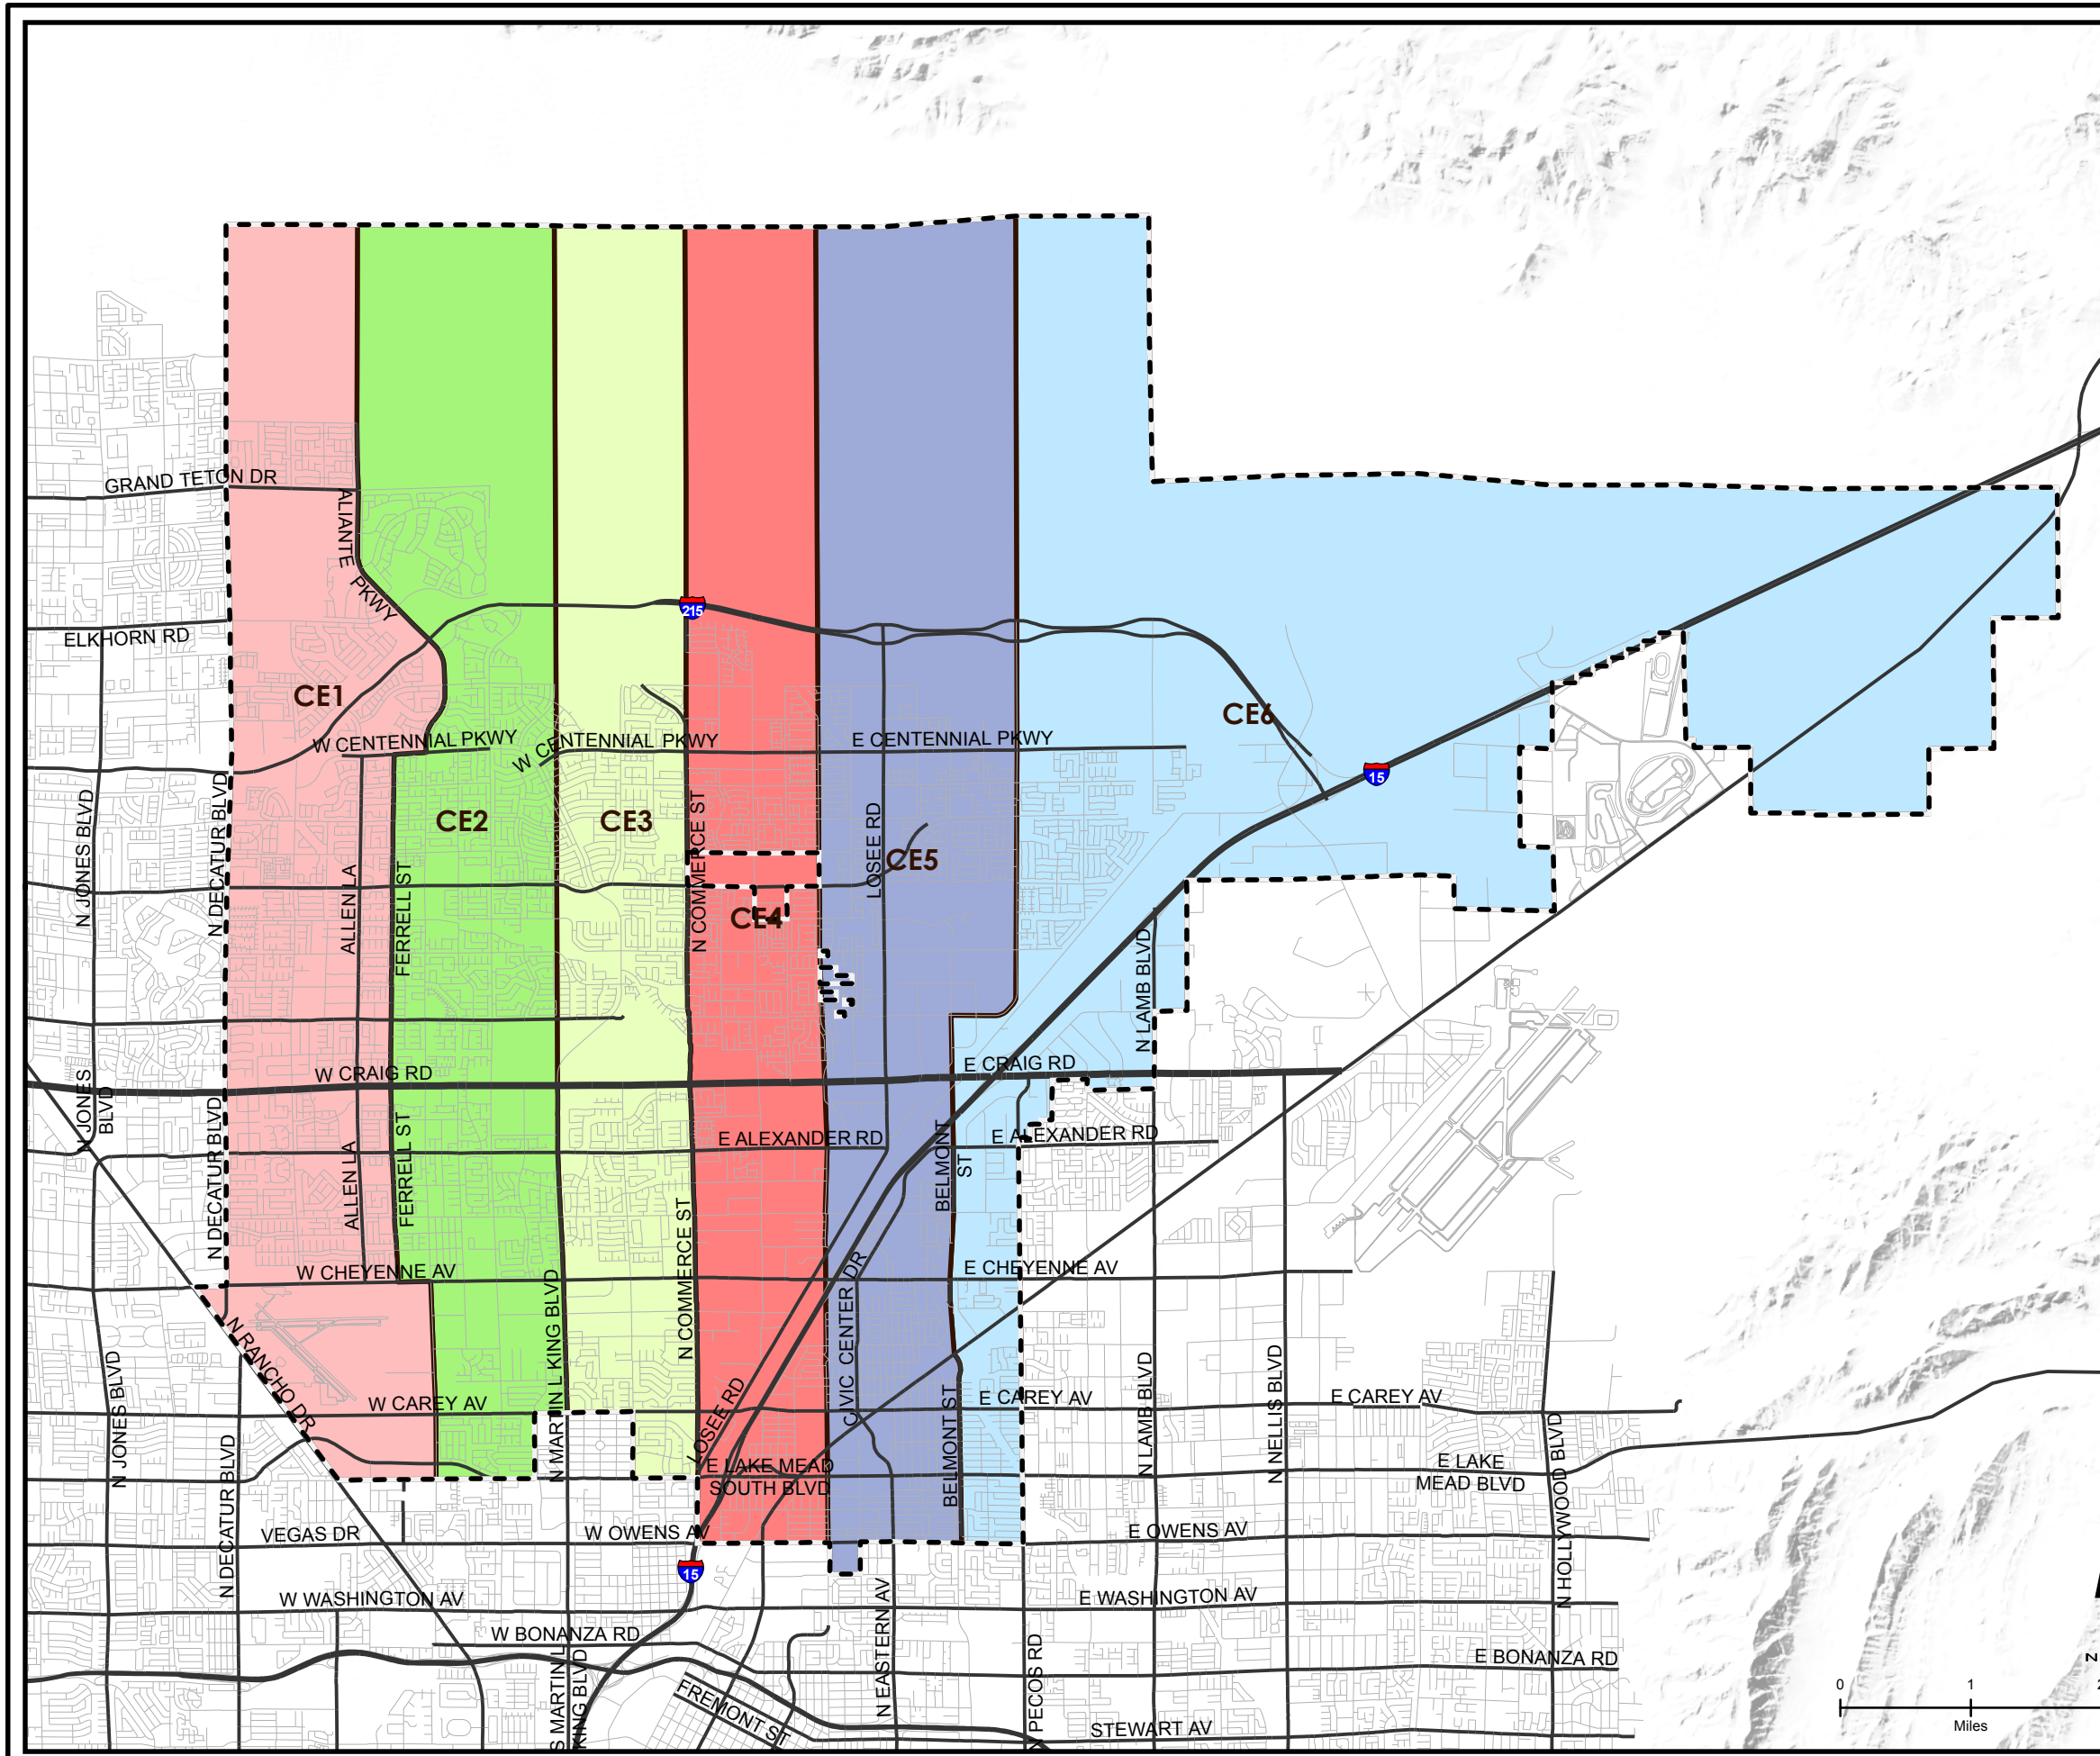 GRAND TETON DR
ALIANTE
PKWY
215
ELKHORN RD
CE1
W CENTENNIAL PKWY
W CENTENNIAL PKWY
E CENTENNIAL PKWY
CE6
15
N JONES BLVD
N DECATUR BLVD
CE2
CE3
N COMMERCE ST
LOSEE RD
CE5
ALLEN LA
FERRELL ST
CE4
N LAMB BLVD
W CRAIG RD
E CRAIG RD
N JONES
BLVD
N DECATUR BLVD
ALLEN LA
FERRELL ST
E ALEXANDER RD
E ALEXANDER RD
BELMONT
ST
N COMMERCE ST
W CHEYENNE AV
E CHEYENNE AV
CIVIC CENTER DR
N MARTIN L KING BLVD
N RANCHO DR
N JONES BLVD
W CAREY AV
E CAREY AV
E CAREY AV
LOSEE RD
BELMONT ST
N LAMB BLVD
N NELLIS BLVD
N HOLLYWOOD BLVD
N DECATUR BLVD
E LAKE MEAD
SOUTH BLVD
E LAKE
MEAD BLVD
VEGAS DR
W OWENS AV
E OWENS AV
15
W WASHINGTON AV
E WASHINGTON AV
N EASTERN AV
W BONANZA RD
E BONANZA RD
S MARTIN L
KING BLVD
FREMONT ST
N PECOS RD
STEWART AV
N
0 1 2
Miles